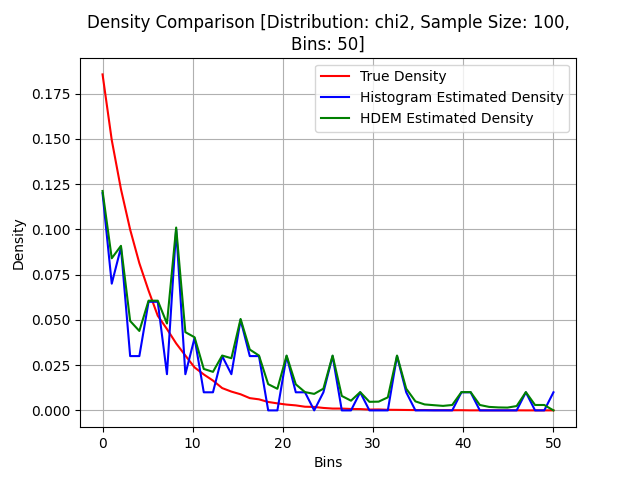 Density Comparison [Distribution: chi2, Sample Size: 100,
Bins: 50]
True Density
Histogram Estimated Density
HDEM Estimated Density
Density
0.175
0.150
0.125
0.100
0.075
0.050
0.025
0.000
0 10 20 30 40 50
Bins